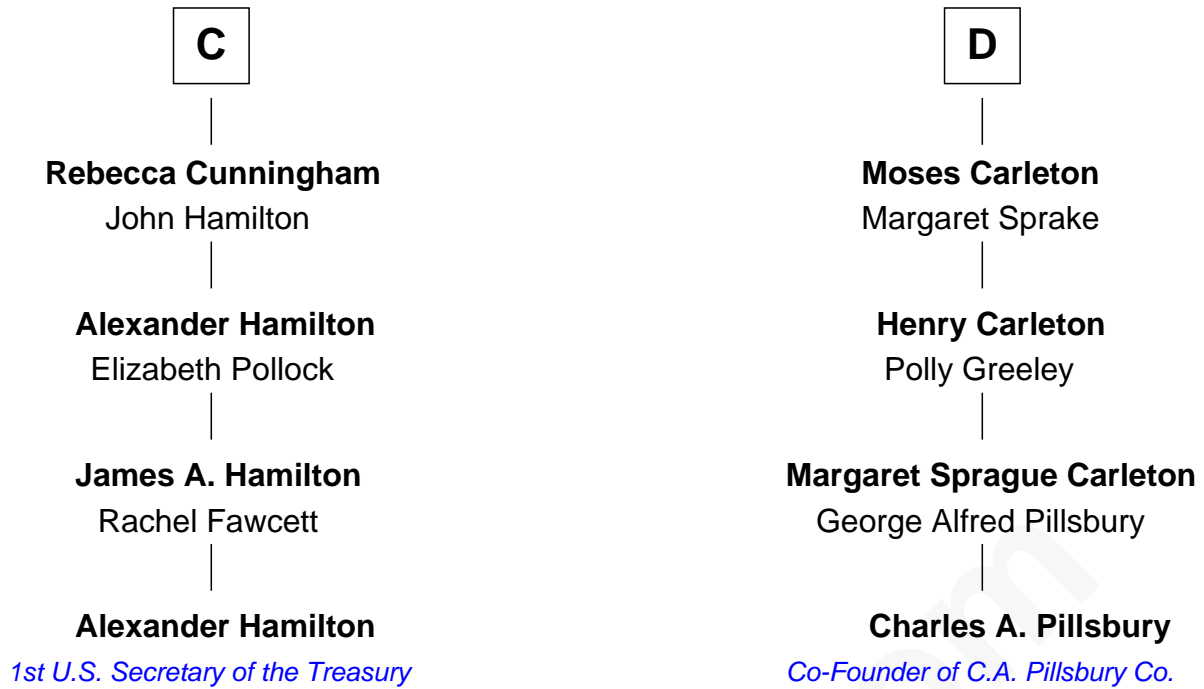 C
Rebecca Cunningham
John Hamilton
Alexander Hamilton
Elizabeth Pollock
James A. Hamilton
Rachel Fawcett
Alexander Hamilton
1st U.S. Secretary of the Treasury
D
Moses Carleton
Margaret Sprake
Henry Carleton
Polly Greeley
Margaret Sprague Carleton
George Alfred Pillsbury
Charles A. Pillsbury
Co-Founder of C.A. Pillsbury Co.